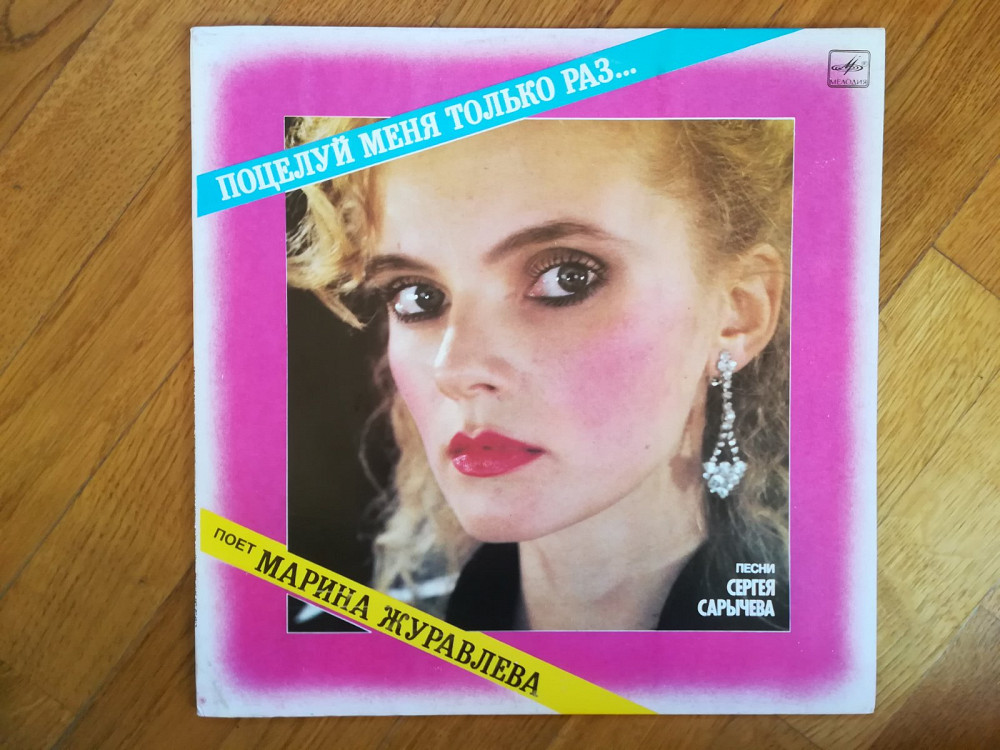 ПОЦЕЛУЙ МЕНЯ ТОЛЬКО РАЗ...
МЕЛОДИЯ
ПОЕТ МАРИНА ЖУРАВЛЕВА
ПЕСНИ
СЕРГЕЯ
САРЫЧЕВА